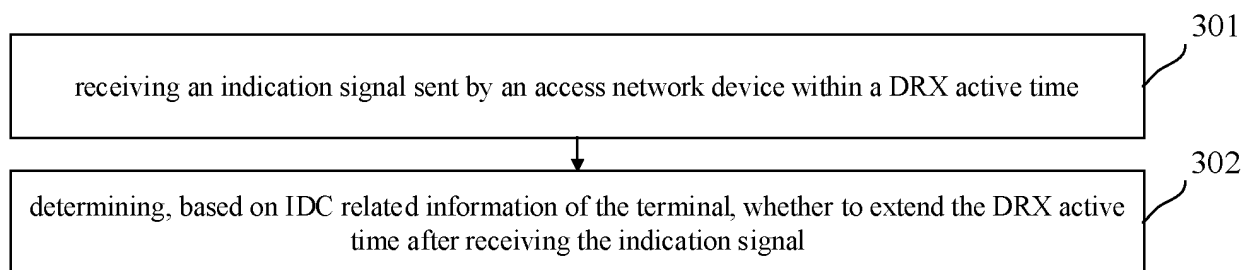 301
receiving an indication signal sent by an access network device within a DRX active time
302
determining, based on IDC related information of the terminal, whether to extend the DRX active
time after receiving the indication signal